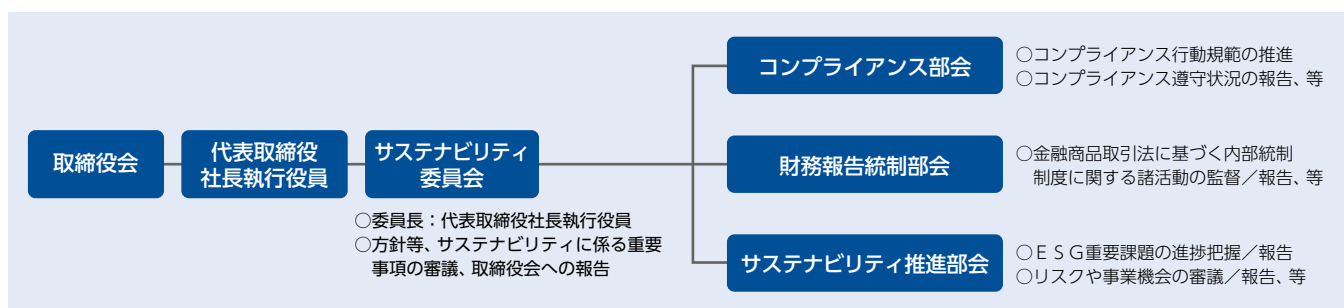 取締役会
代表取締役
社長執行役員
サステナビリティ
委員会
○委員長：代表取締役社長執行役員
○方針等、サステナビリティに係る重要
事項の審議、取締役会への報告
コンプライアンス部会
○コンプライアンス行動規範の推進
○コンプライアンス遵守状況の報告、等
財務報告統制部会
○金融商品取引法に基づく内部統制
制度に関する諸活動の監督／報告、等
サステナビリティ推進部会
○ＥＳＧ重要課題の進捗把握／報告
○リスクや事業機会の審議／報告、等